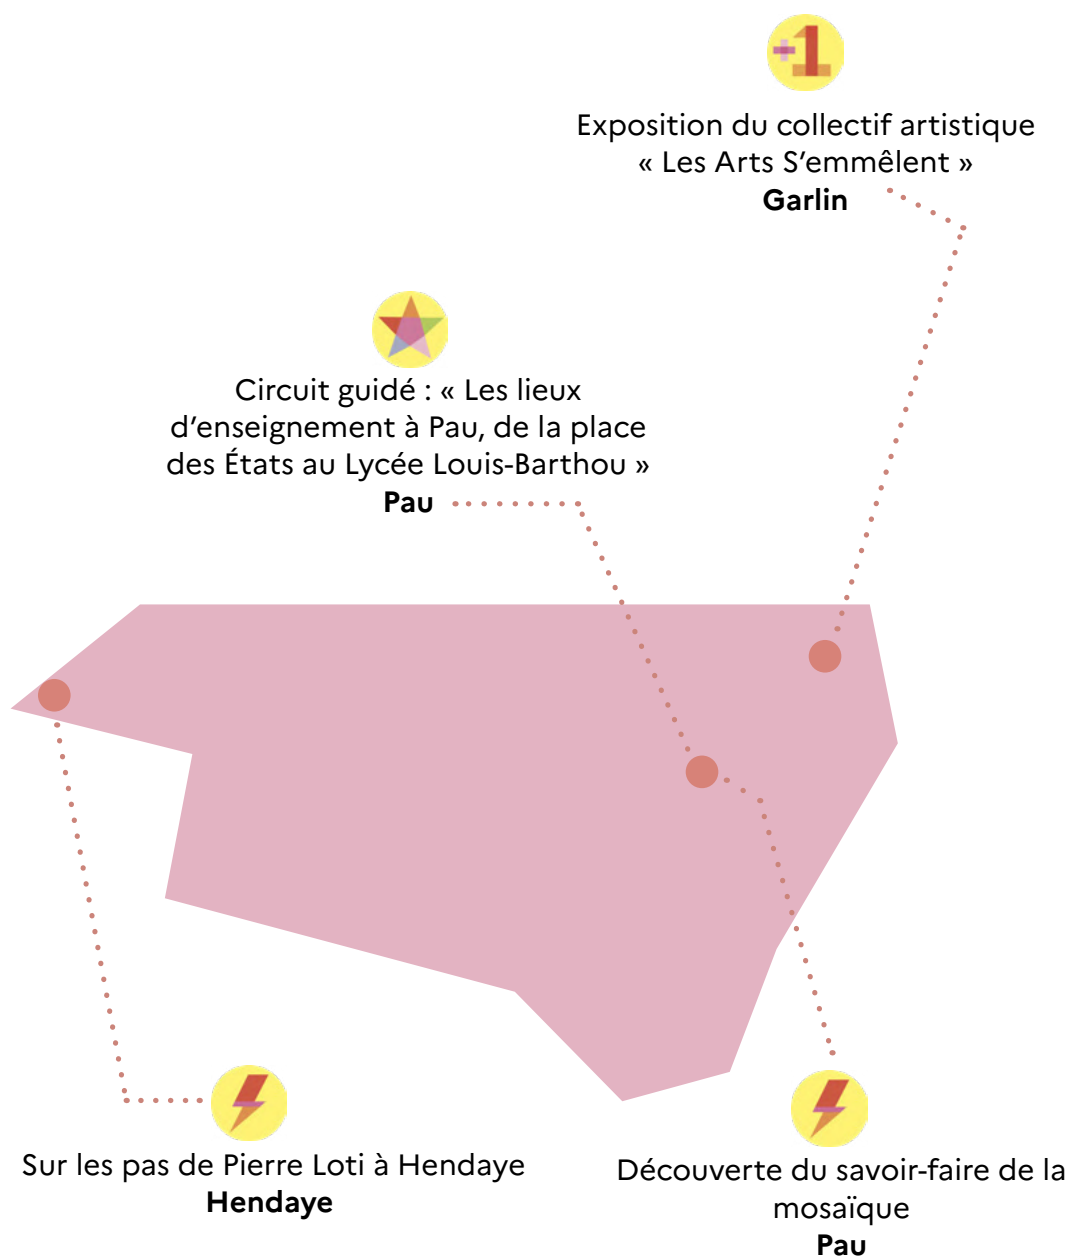 +1
Exposition du collectif artistique
« Les Arts S’emmêlent »
Garlin
Circuit guidé : « Les lieux
d’enseignement à Pau, de la place
des États au Lycée Louis-Barthou »
Pau
Sur les pas de Pierre Loti à Hendaye
Hendaye
Découverte du savoir-faire de la
mosaïque
Pau